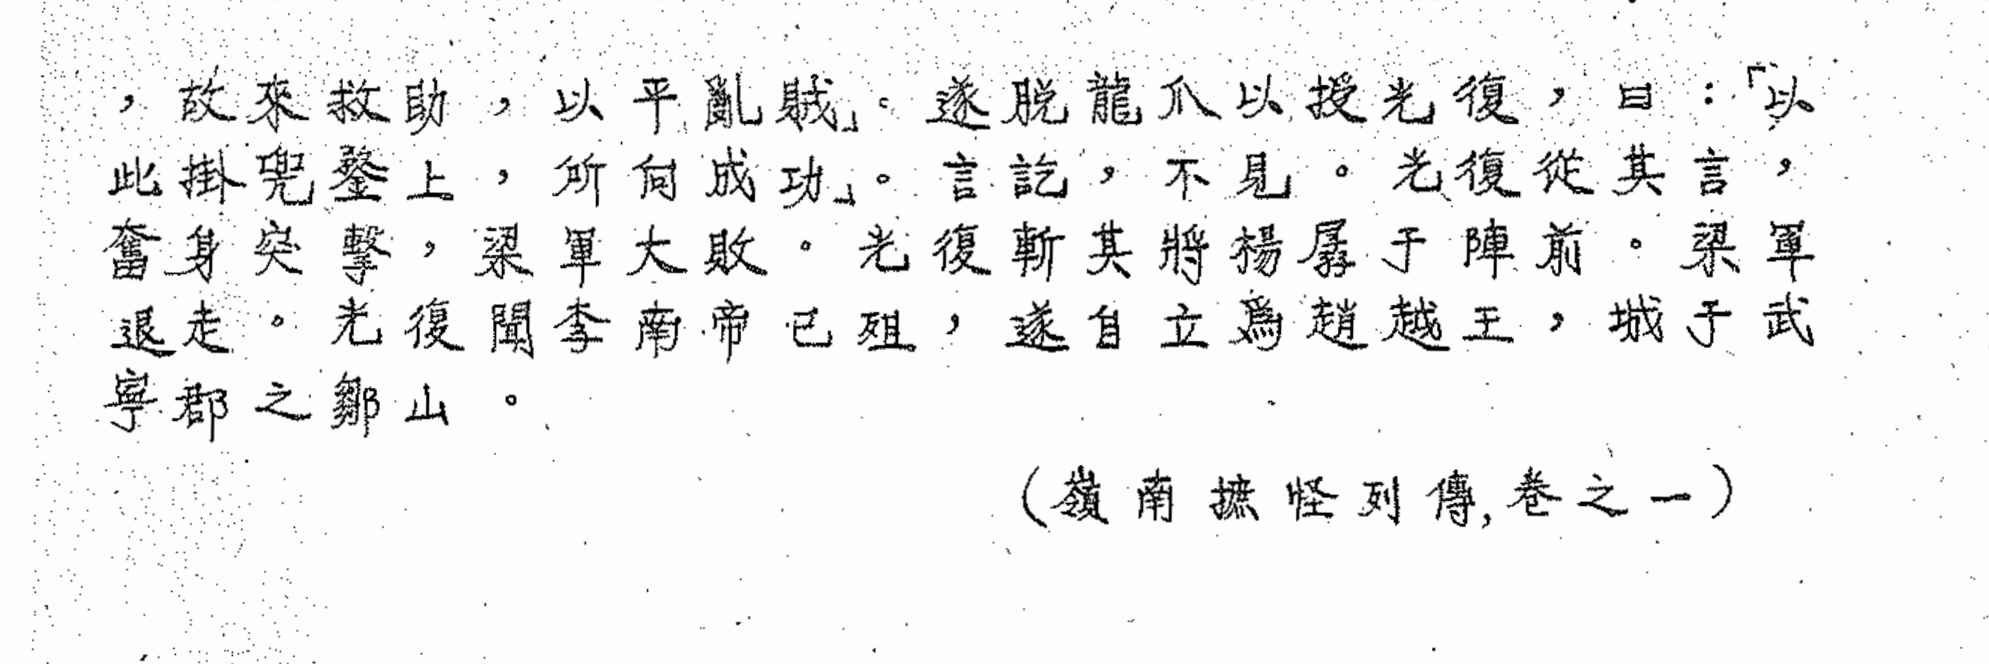 ，故來救助，以平亂賊」。遂脱龍爪以授光復，曰：「以
此掛兜鍪上，所向成功」。言訖，不見。光復從其言，
奮身突擊，梁軍大敗。光復斬其將楊孱于陣前。梁軍
退走。光復聞李南帝已殂，遂自立爲趙越王，城于武
寧郡之鄒山。
（嶺南摭怪列傳,卷之一）